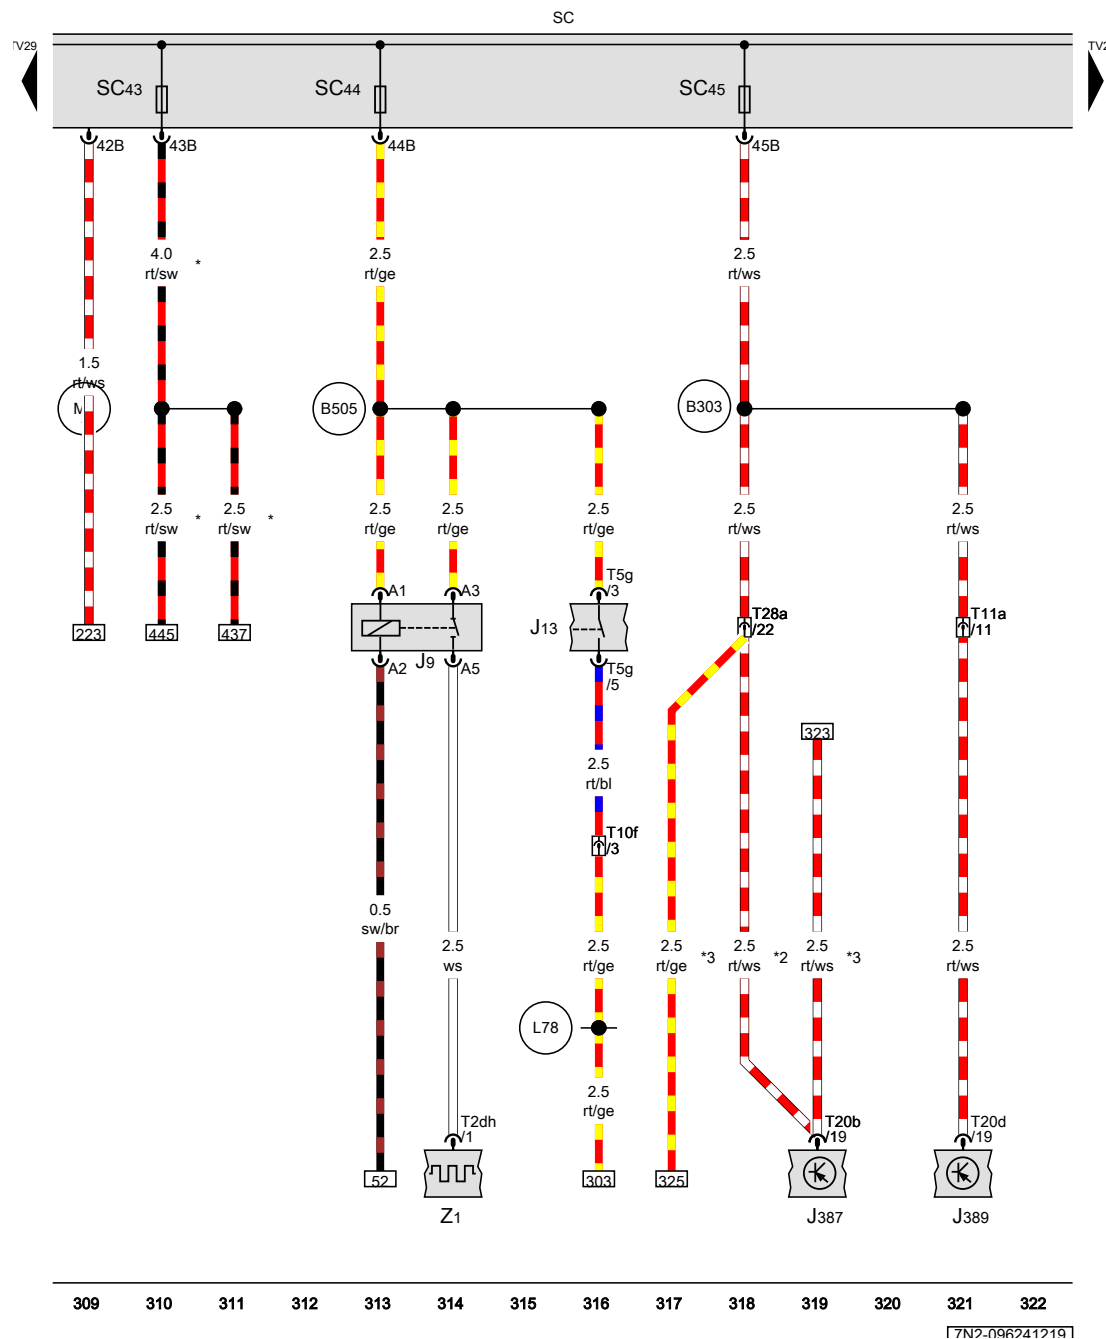 SC
TV29
TV2
SC43
SC44
SC45
42B
43B
44B
45B
4.0
rt/sw
*
2.5
rt/ge
2.5
rt/ws
1.5
rt/ws
B505
B303
2.5
rt/sw
*
2.5
rt/sw
*
2.5
rt/ge
2.5
rt/ge
2.5
rt/ge
2.5
rt/ws
2.5
rt/ws
A1
A3
T5g
/3
223
445
437
J13
T28a
/22
T11a
/11
J9
A2
A5
T5g
/5
323
2.5
rt/bl
T10f
/3
0.5
sw/br
2.5
ws
2.5
rt/ge
2.5
rt/ge
*3
2.5
rt/ws
*2
2.5
rt/ws
*3
2.5
rt/ws
L78
2.5
rt/ge
T2dh
/1
T20b
/19
T20d
/19
52
303
325
Z1
J387
J389
309 310 311 312 313 314 315 316 317 318 319 320 321 322
7N2-096241219